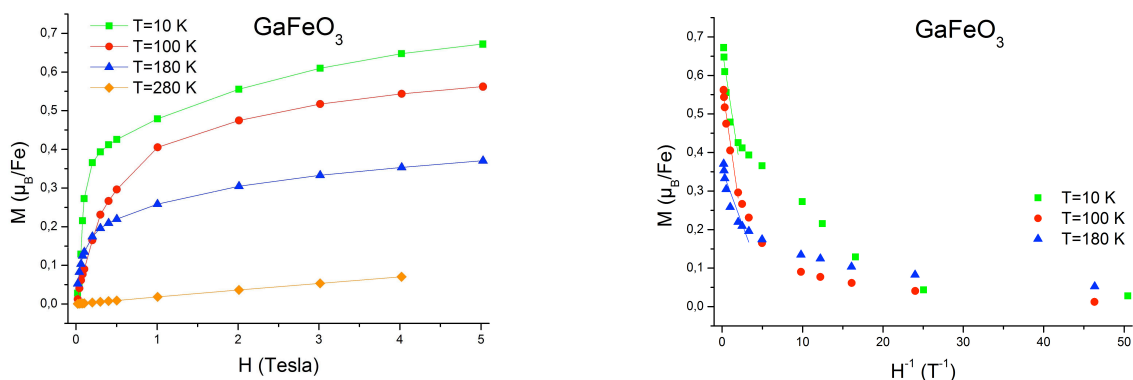 GaFeO₃
T=10 K
T=100 K
T=180 K
T=280 K
0,7
0,6
0,5
0,4
0,3
0,2
0,1
0,0
M (μ_B/Fe)
0
1
2
3
4
5
H (Tesla)
GaFeO₃
0,7
0,6
0,5
0,4
0,3
0,2
0,1
0,0
M (μ_B/Fe)
T=10 K
T=100 K
T=180 K
0
10
20
30
40
50
H⁻¹ (T⁻¹)